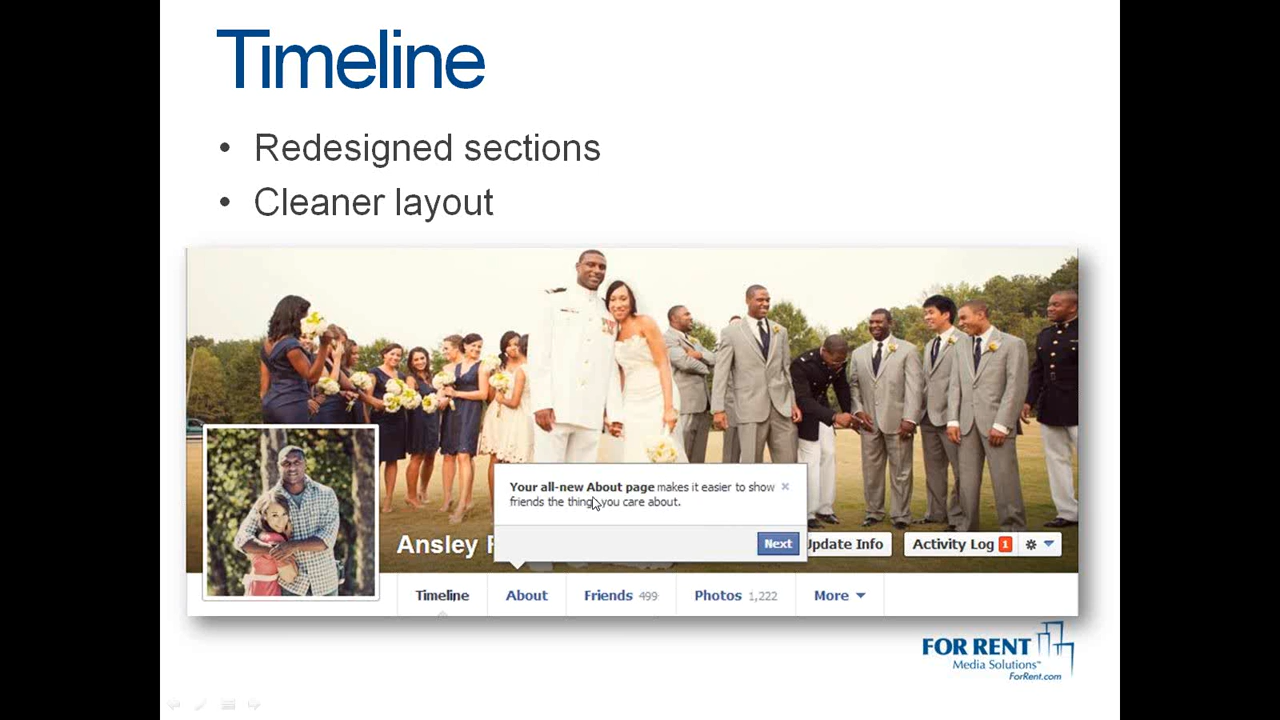 Timeline
• Redesigned sections
• Cleaner layout
Your all-new About page makes it easier to show
friends the thing you care about.
Next
Ansley
Update Info
Activity Log 1
Timeline
About
Friends 499
Photos 1,222
More
FOR RENT
Media Solutions™
ForRent.com